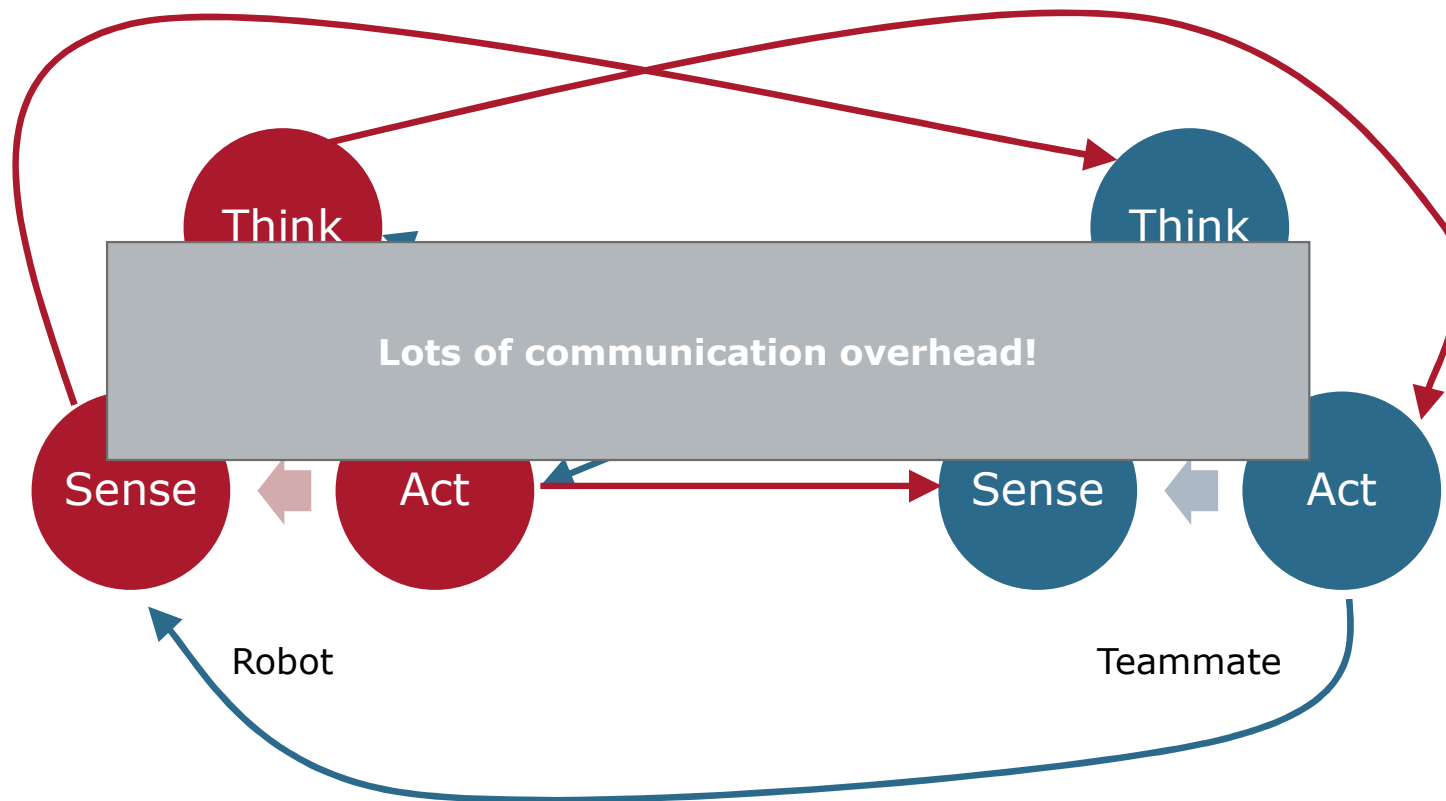 Think
Think
Lots of communication overhead!
Sense
Act
Sense
Act
Robot
Teammate